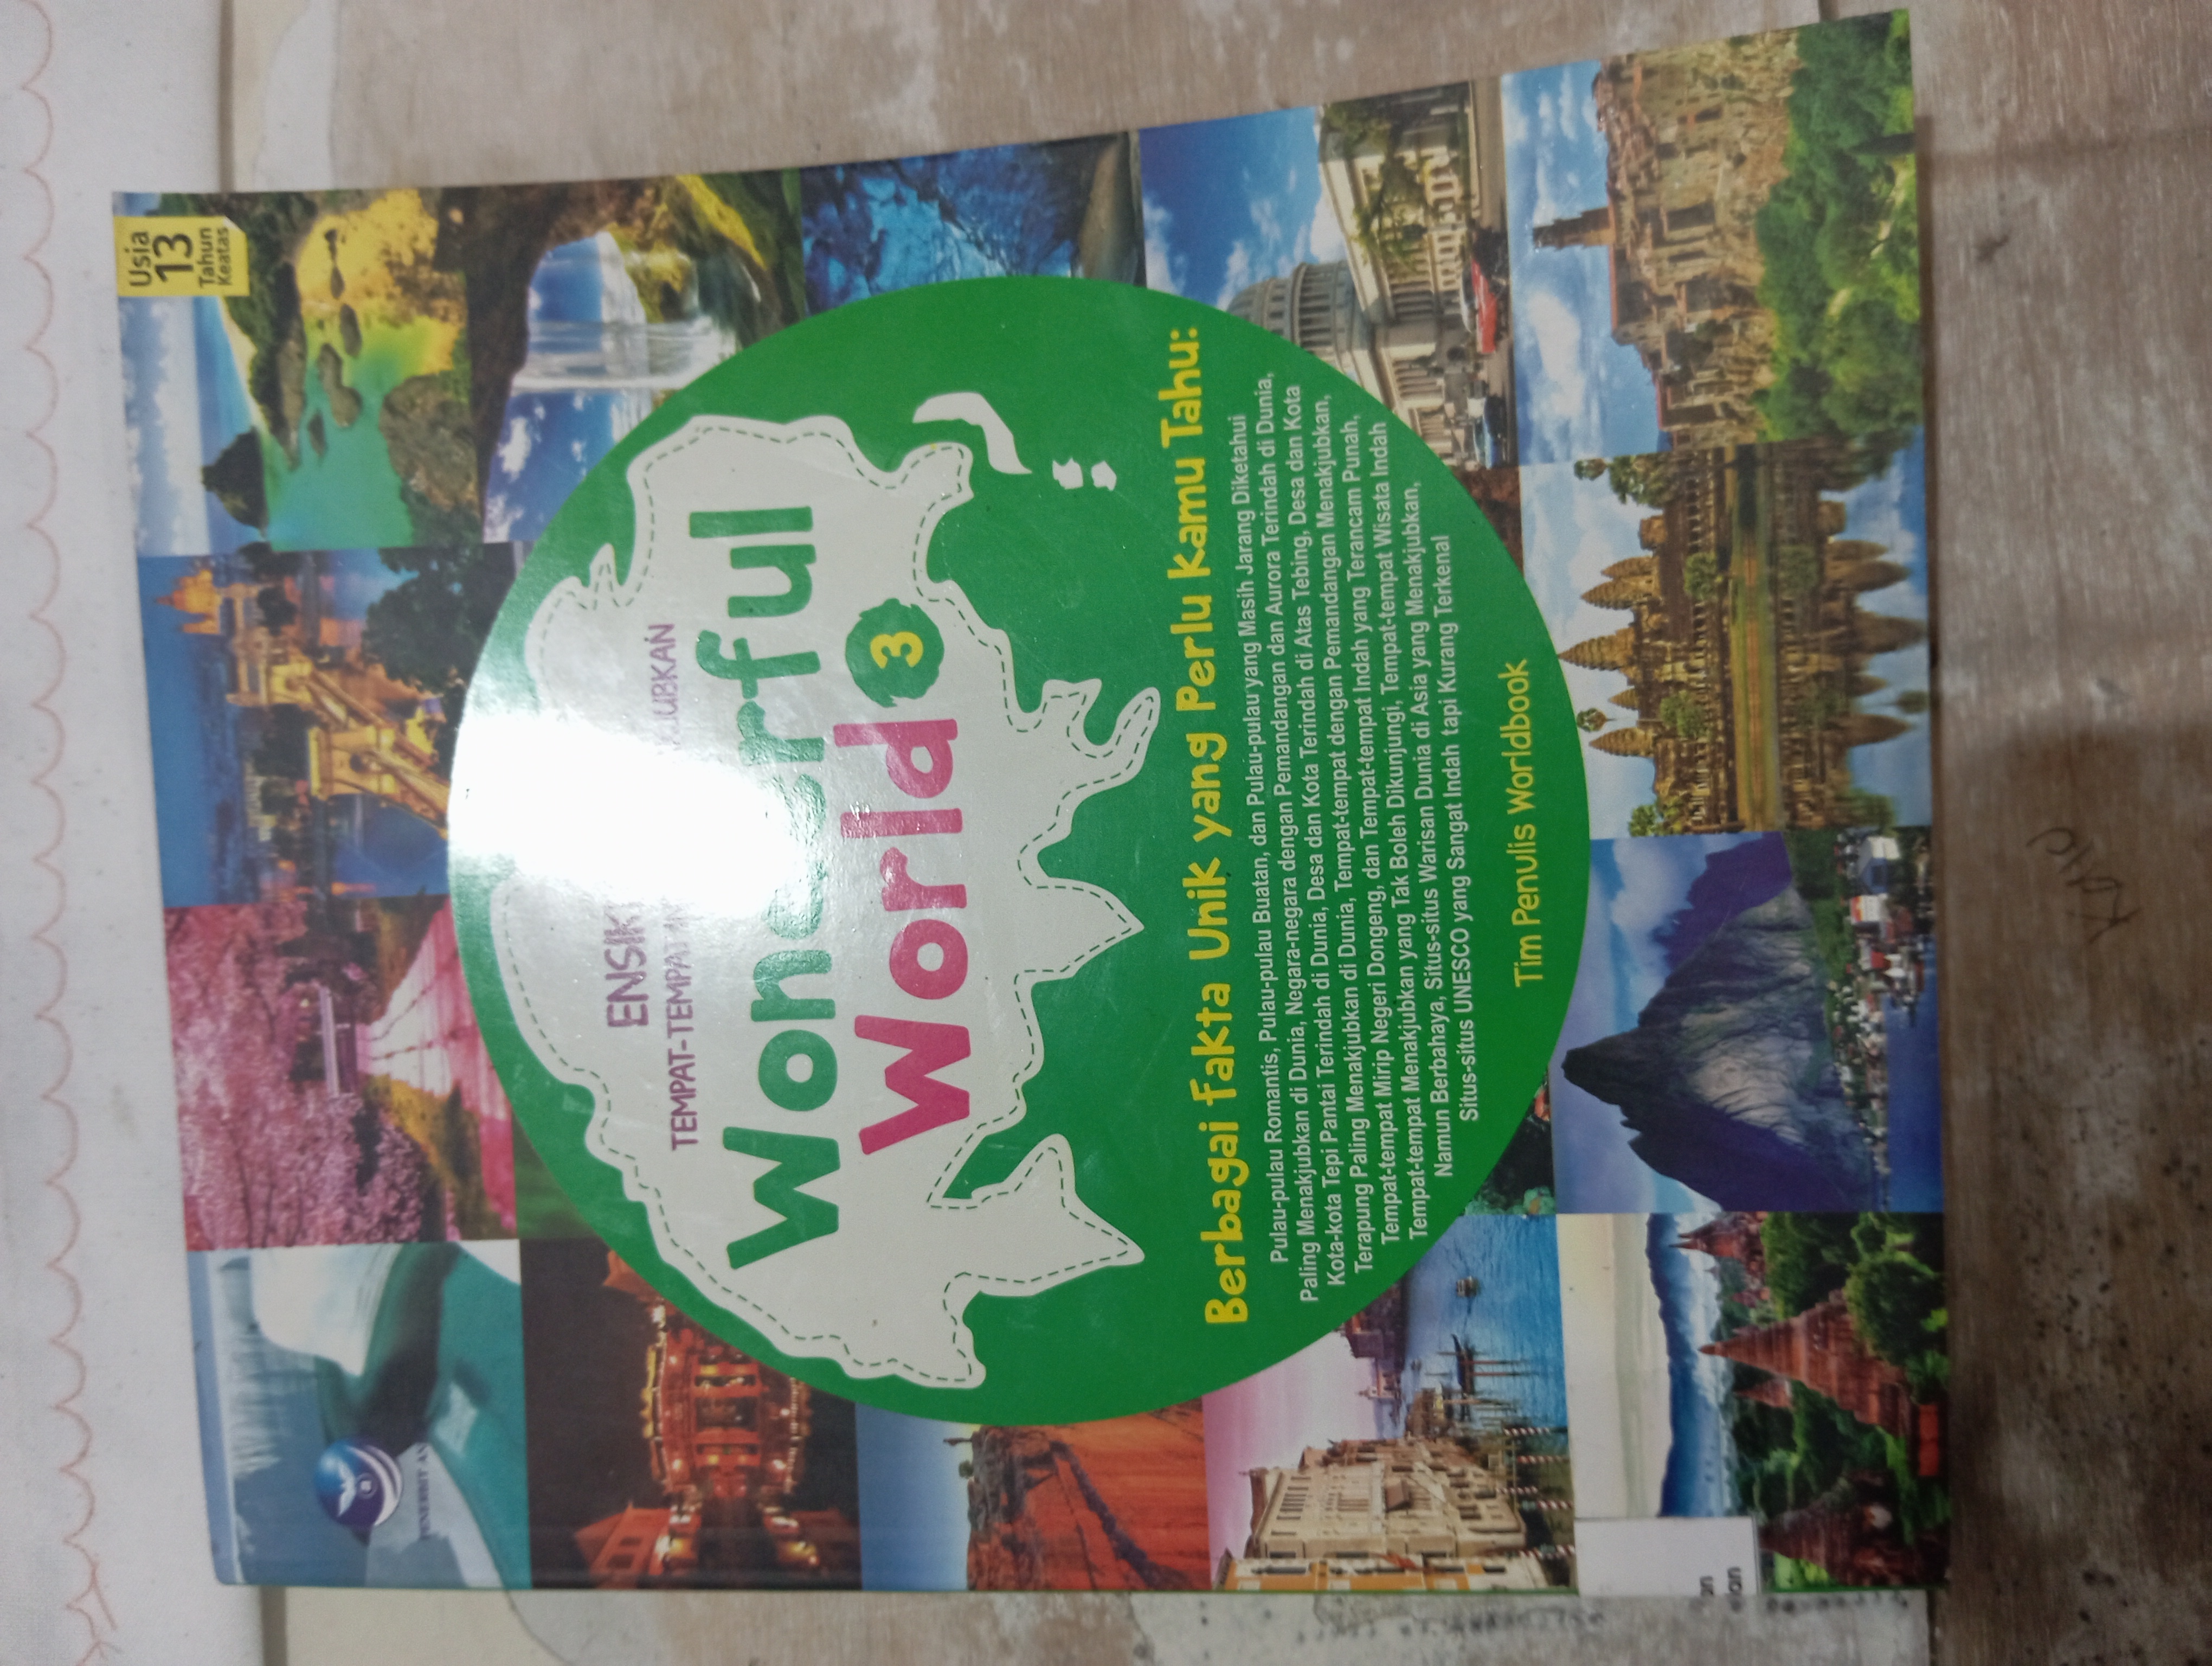 Usia
13
Tahun
Keatas
TEMPAT-TEMPAT
Wonderful
World 3
Berbagai Fakta Unik yang Perlu Kamu Tahu:
Pulau-pulau Romantis, Pulau-pulau Buatan, dan Pulau-pulau yang Masih Jarang Diketahui
Paling Menakjubkan di Dunia, Negara-negara dengan Pemandangan dan Aurora Terindah di Dunia,
Kota-kota Tepi Pantai Terindah di Dunia, Desa dan Kota Terindah di Atas Tebing, Desa dan Kota
Terapung Paling Menakjubkan di Dunia, Tempat-tempat dengan Pemandangan Menakjubkan,
Tempat-tempat Mirip Negeri Dongeng, dan Tempat-tempat Indah yang Terancam Punah,
Tempat-tempat Menakjubkan yang Tak Boleh Dikunjungi, Tempat-tempat Wisata Indah
Namun Berbahaya, Situs-situs Warisan Dunia di Asia yang Menakjubkan,
Situs-situs UNESCO yang Sangat Indah tapi Kurang Terkenal
Tim Penulis Worldbook
PENERBIT